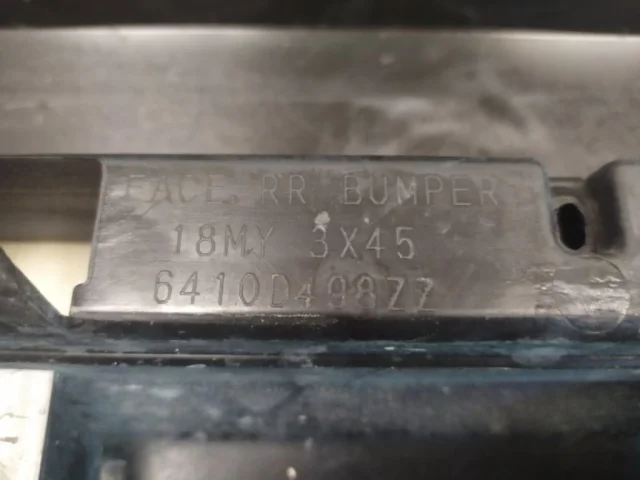 FACE, RR BUMPER
18MY 3X45
6410D498ZZ